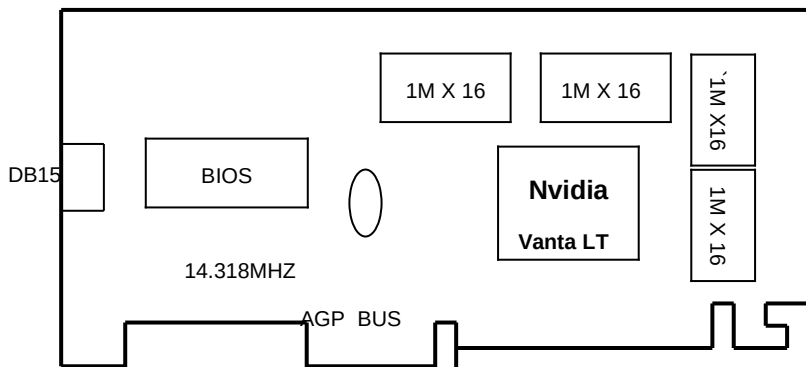 1M X 16
1M X 16
`1M X16
DB15
BIOS
Nvidia
1M X 16
Vanta LT
14.318MHZ
AGP BUS